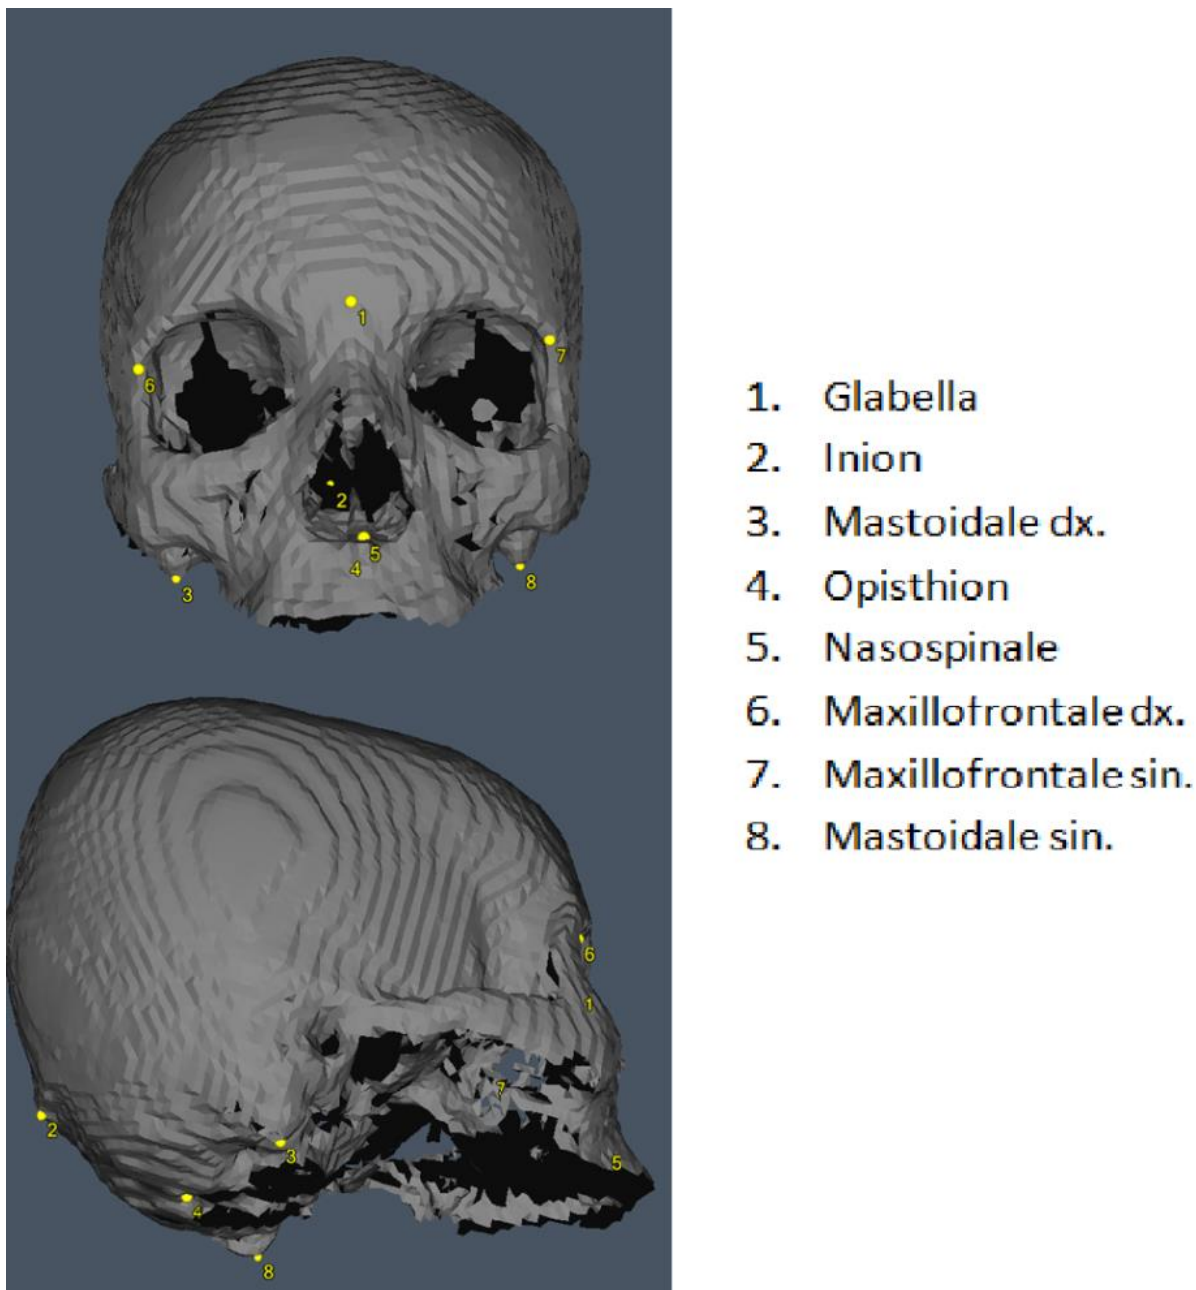 1
7
6
2
5
4
3
8
6
1
7
2
3
5
4
8
1. Glabella
2. Inion
3. Mastoidale dx.
4. Opisthion
5. Nasospinale
6. Maxillofrontale dx.
7. Maxillofrontale sin.
8. Mastoidale sin.